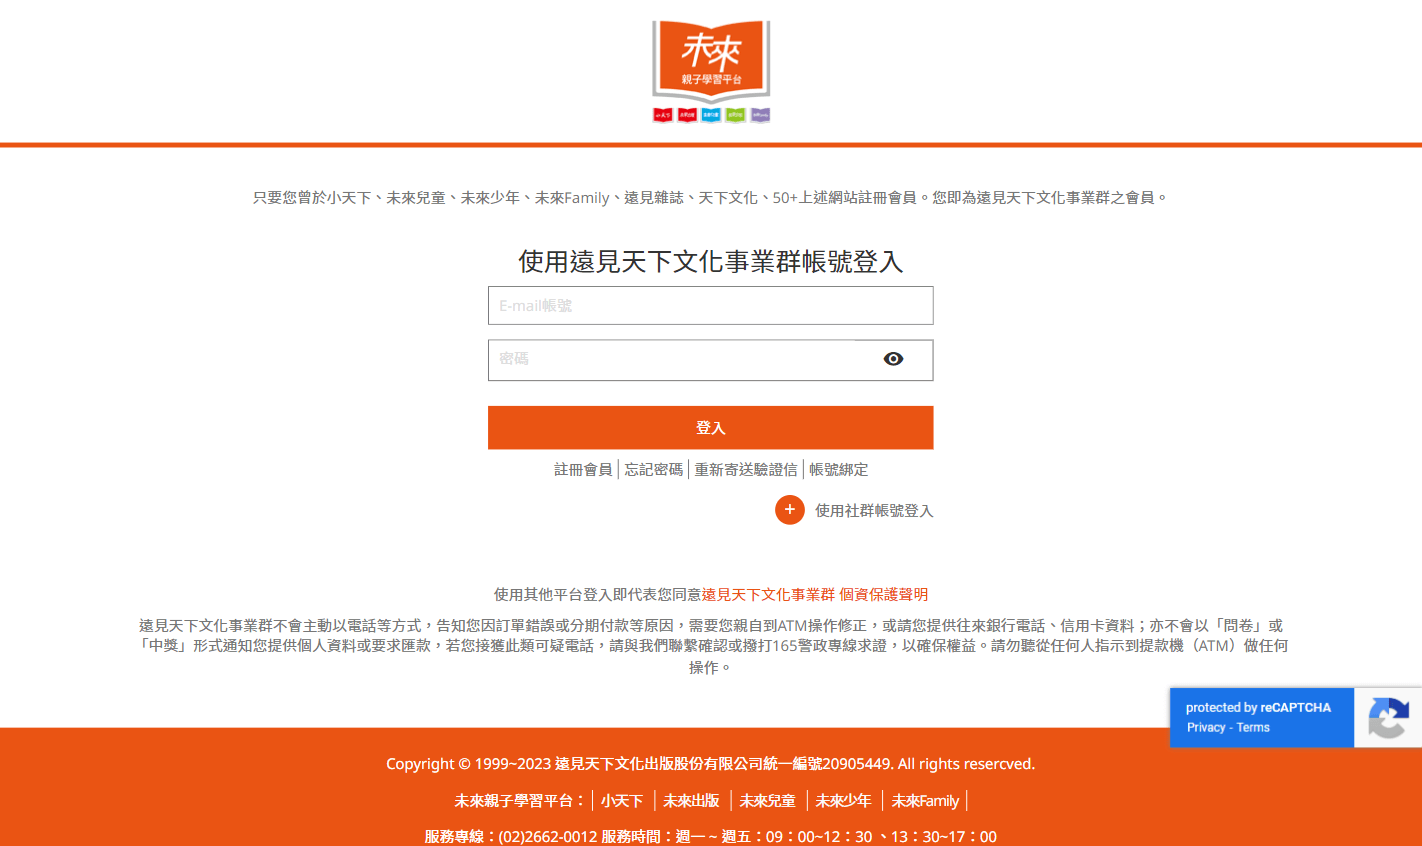 未來
親子學習平台
只要您曾於小天下、未來兒童、未來少年、未來Family、遠見雜誌、天下文化、50+上述網站註冊會員。您即為遠見天下文化事業群之會員。
使用遠見天下文化事業群帳號登入
E-mail帳號
密碼
登入
註冊會員│忘記密碼│重新寄送驗證信│帳號綁定
+ 使用社群帳號登入
使用其他平台登入即代表您同意遠見天下文化事業群 個資保護聲明
遠見天下文化事業群不會主動以電話等方式，告知您因訂單錯誤或分期付款等原因，需要您親自到ATM操作修正，或請您提供往來銀行電話、信用卡資料；亦不會以「問卷」或
「中獎」形式通知您提供個人資料或要求匯款，若您接獲此類可疑電話，請與我們聯繫確認或撥打165警政專線求證，以確保權益。請勿聽從任何人指示到提款機（ATM）做任何
操作。
protected by reCAPTCHA
Privacy - Terms
Copyright © 1999~2023 遠見天下文化出版股份有限公司統一編號20905449. All rights resercved.
未來親子學習平台：│小天下│未來出版│未來兒童│未來少年│未來Family│
服務專線：(02)2662-0012 服務時間：週一 ~ 週五：09：00~12：30 、13：30~17：00